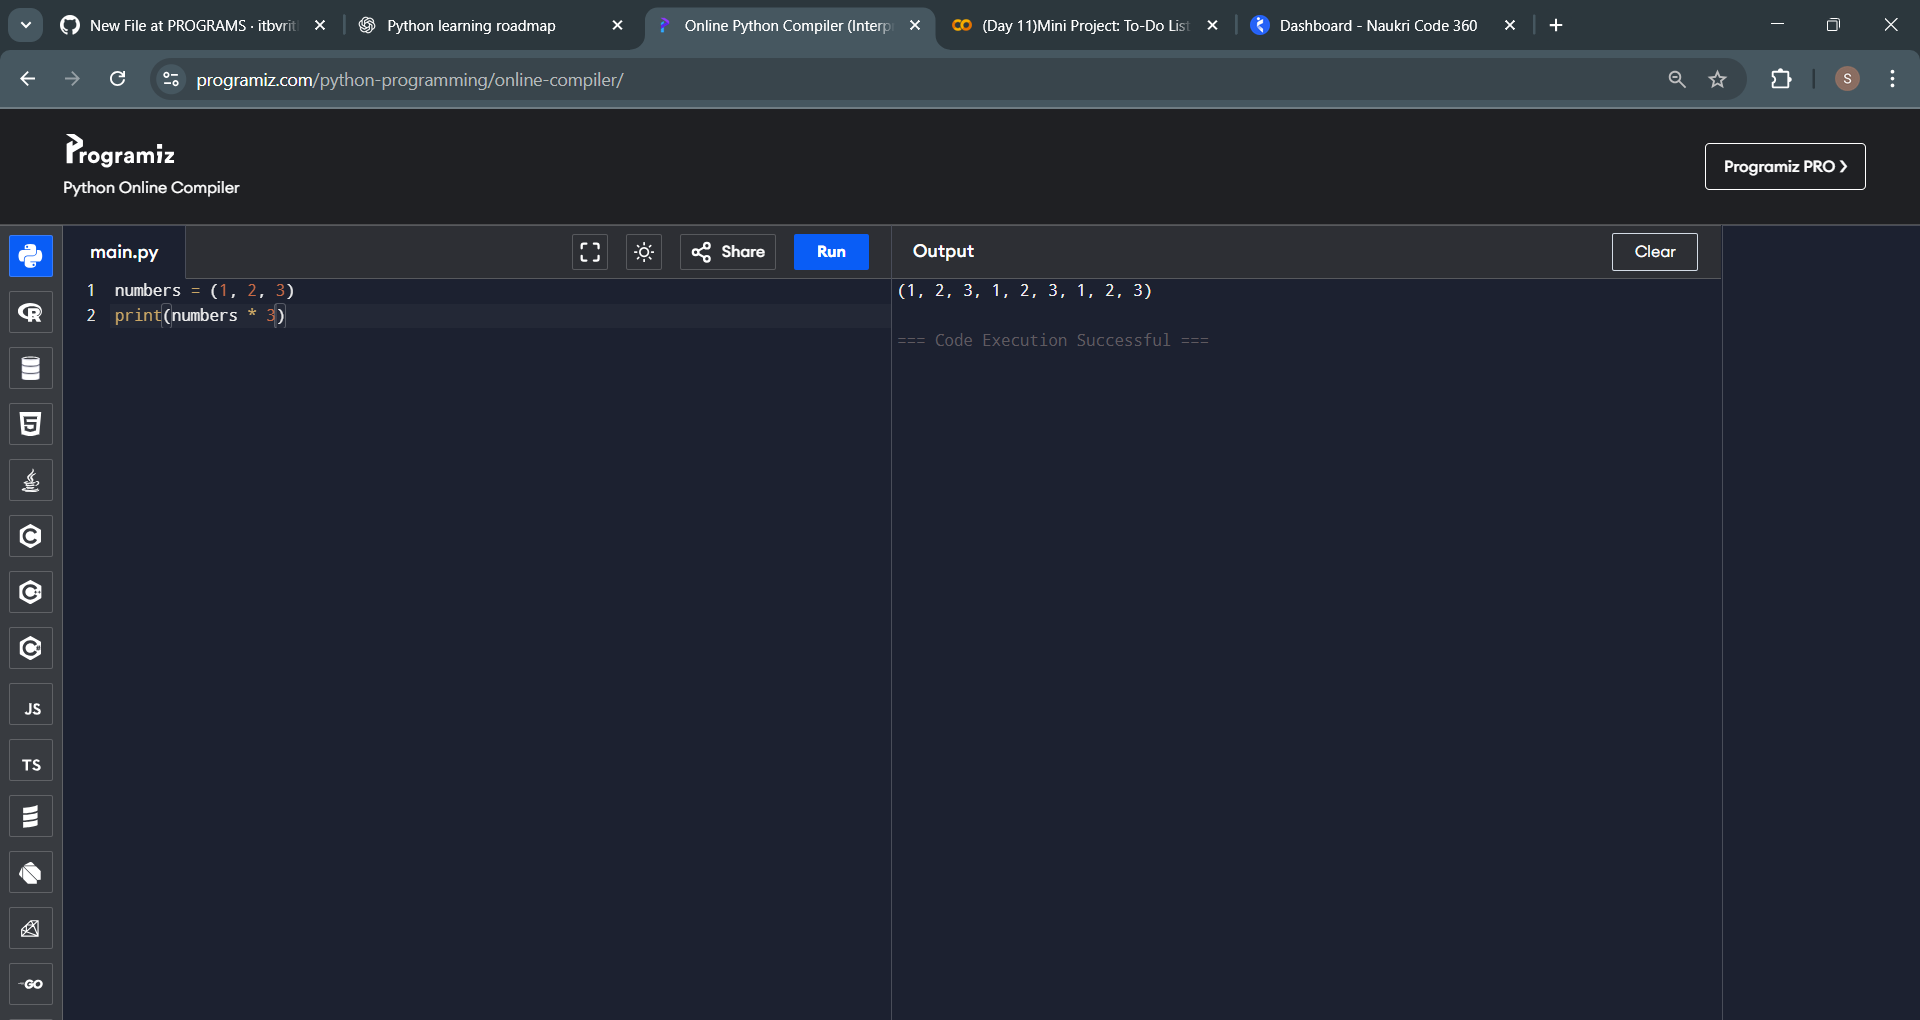 New File at PROGRAMS · itbvrit
Python learning roadmap
Online Python Compiler (Interp
(Day 11)Mini Project: To-Do List
Dashboard - Naukri Code 360
programiz.com/python-programming/online-compiler/
S
Programiz
Python Online Compiler
Programiz PRO ❯
main.py
Share
Run
Output
Clear
1 numbers = (1, 2, 3)
2 print(numbers * 3)
(1, 2, 3, 1, 2, 3, 1, 2, 3)
=== Code Execution Successful ===
R
5
C
C
C
JS
TS
GO